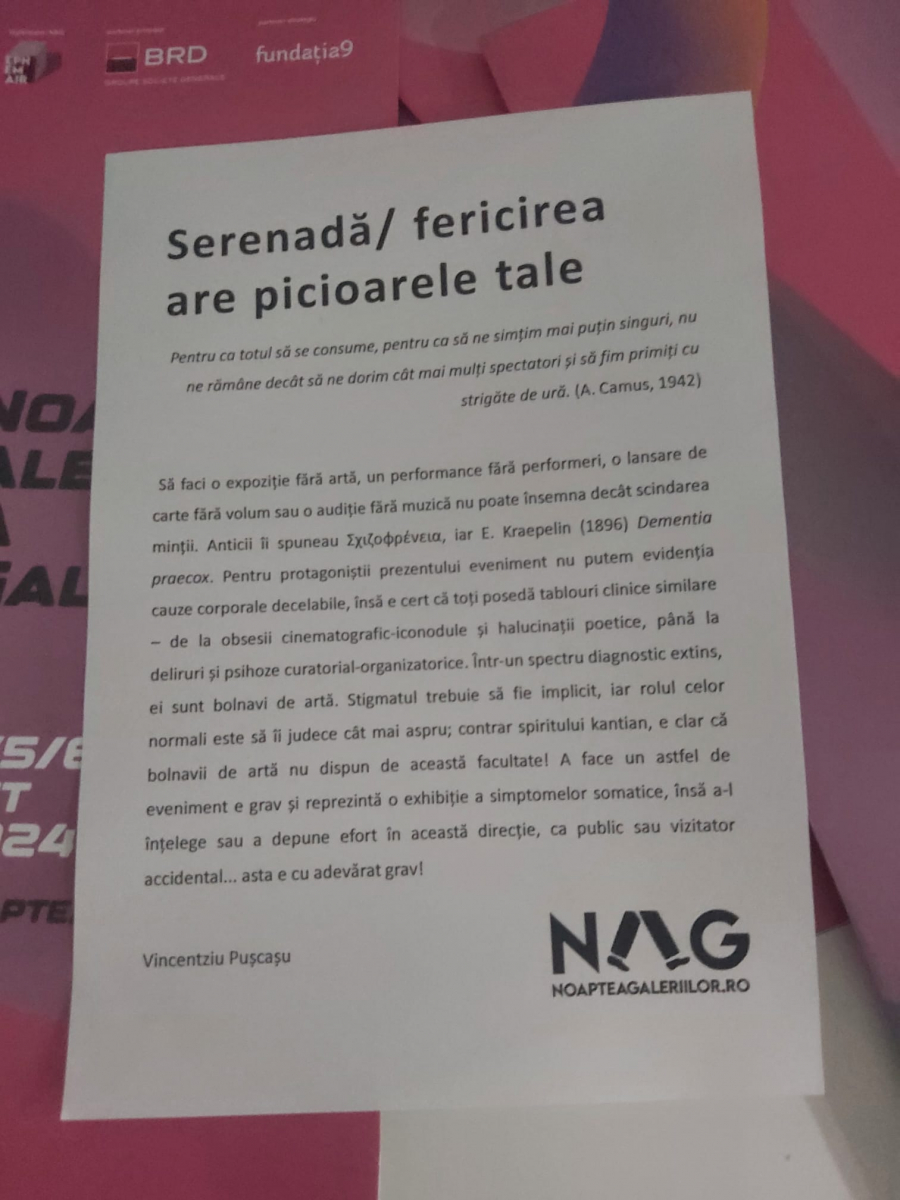 BRD
GROUPE SOCIETE GENERALE
fundația9
Serenadă/ fericirea
are picioarele tale
Pentru ca totul să se consume, pentru ca să ne simțim mai puțin singuri, nu
ne rămâne decât să ne dorim cât mai mulți spectatori și să fim primiți cu
strigăte de ură. (A. Camus, 1942)
Să faci o expoziție fără artă, un performance fără performeri, o lansare de
carte fără volum sau o audiție fără muzică nu poate însemna decât scindarea
minții. Anticii îi spuneau Σχιζοφρένεια, iar E. Kraepelin (1896) Dementia
praecox. Pentru protagoniștii prezentului eveniment nu putem evidenția
cauze corporale decelabile, însă e cert că toți posedă tablouri clinice similare
– de la obsesii cinematografic-iconodule și halucinații poetice, până la
deliruri și psihoze curatorial-organizatorice. Într-un spectru diagnostic extins,
ei sunt bolnavi de artă. Stigmatul trebuie să fie implicit, iar rolul celor
normali este să îi judece cât mai aspru; contrar spiritului kantian, e clar că
bolnavii de artă nu dispun de această facultate! A face un astfel de
eveniment e grav și reprezintă o exhibiție a simptomelor somatice, însă a-l
înțelege sau a depune efort în această direcție, ca public sau vizitator
accidental... asta e cu adevărat grav!
Vincentziu Pușcașu
NAG
NOAPTEAGALERIILOR.RO